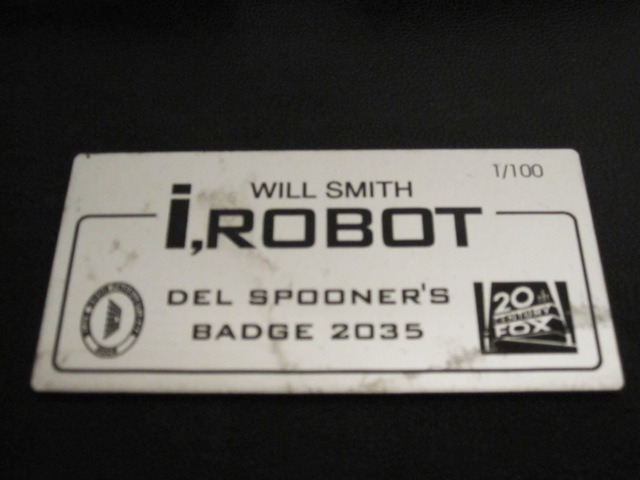 1/100
WILL SMITH
i,ROBOT
DEL SPOONER'S
BADGE 2035
20th
CENTURY
FOX